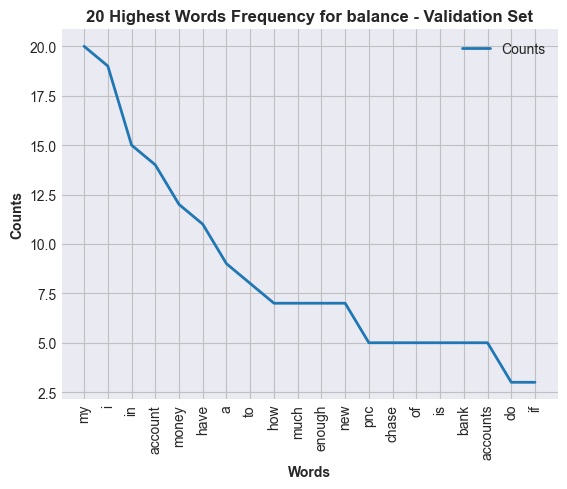 20 Highest Words Frequency for balance - Validation Set
Counts
Counts
20.0
17.5
15.0
12.5
10.0
7.5
5.0
2.5
my
i
in
account
money
have
a
to
how
much
enough
new
pnc
chase
of
is
bank
accounts
do
if
Words